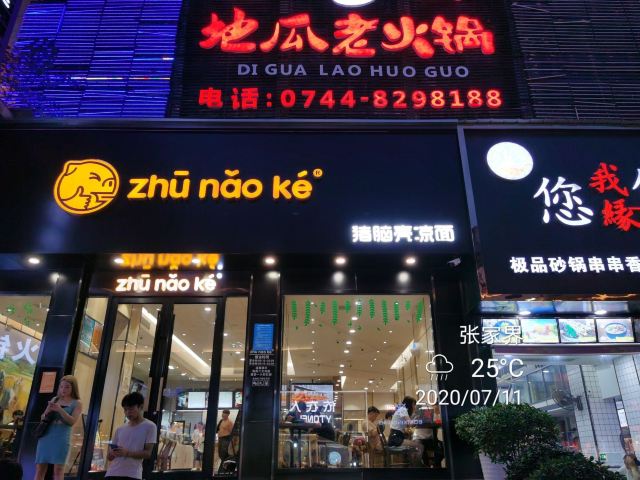 地瓜老火锅
DI GUA LAO HUO GUO
电话:0744-8298188
zhū nǎo ké
猪脑壳凉面
zhū nǎo ké
您
我
缘
极品砂锅串串香
张家界
25°C
2020/07/11